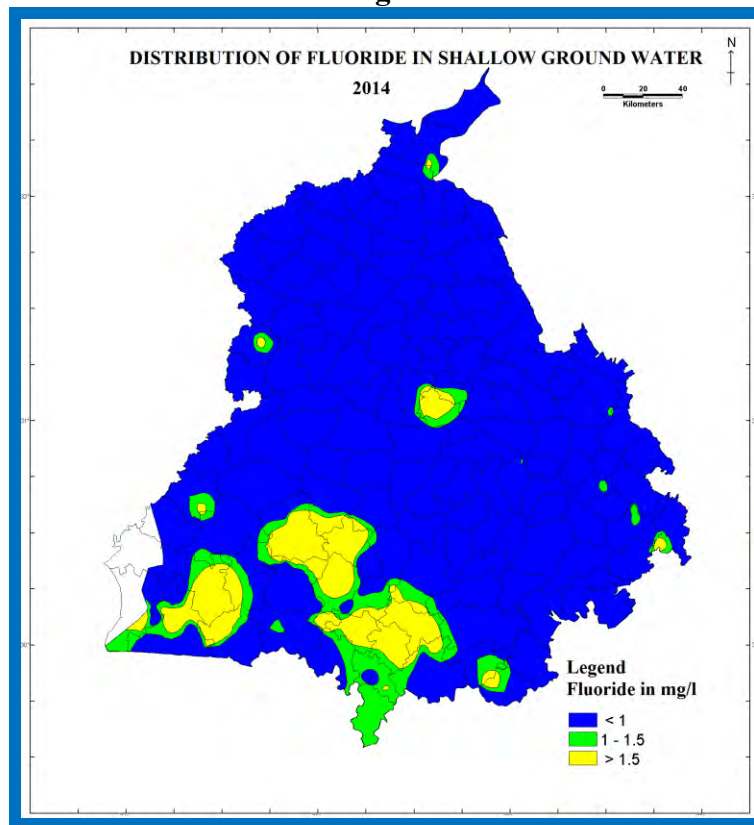 DISTRIBUTION OF FLUORIDE IN SHALLOW GROUND WATER
2014
N
0 20 40
Kilometers
Legend
Fluoride in mg/l
< 1
1 - 1.5
> 1.5